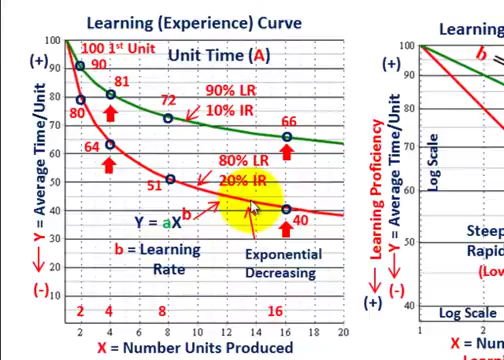 Learning (Experience) Curve
100 1st Unit
Unit Time (A)
(+)
100
90
80
70
60
50
40
30
20
10
(-)
Y = Average Time/Unit
90
81
72
66
80
64
51
40
90% LR
10% IR
80% LR
20% IR
Y = aXb
b = Learning
Rate
Exponential
Decreasing
2 4 8 16
0 2 4 6 8 10 12 14 16 18 20
X = Number Units Produced
Learning
(+)
100
90
80
70
60
50
40
b
Learning Proficiency
Y = Average Time/Unit
(+)
(-)
Log Scale
Steep
Rapid
(Low
Log Scale
1 2
X = Nu